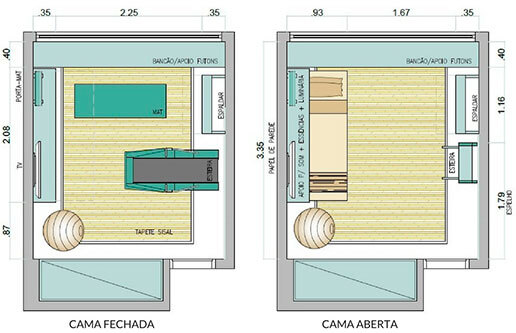 .35 2.25 .35
.40
BANCÃO/APOIO FUTONS
PORTA-MAT
MAT
ESPALDAR
2.08
TV
ESTEIRA
.87
TAPETE SISAL
CAMA FECHADA
.93 1.67 .35
BANCÃO/APOIO FUTONS
.40
3.35
PAPEL DE PAREDE
APOIO P/ SOM + ESSÊNCIAS + LUMINÁRIA
ESPALDAR
1.16
ESTEIRA
1.79
ESPELHO
CAMA ABERTA